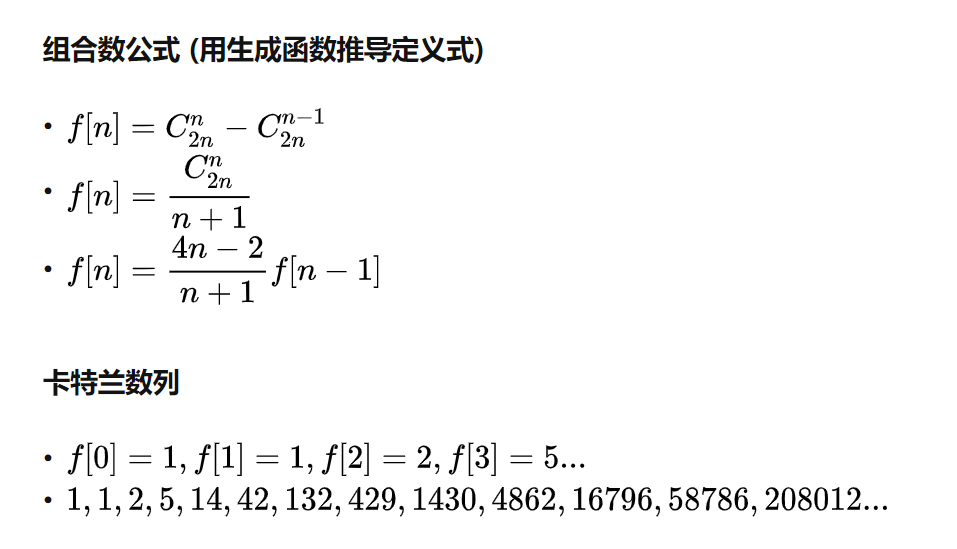 组合数公式 (用生成函数推导定义式)
• f[n] = C_{2n}^{n} − C_{2n}^{n−1}
• f[n] = \frac{C_{2n}^{n}}{n + 1}
• f[n] = \frac{4n − 2}{n + 1} f[n − 1]
卡特兰数列
• f[0] = 1, f[1] = 1, f[2] = 2, f[3] = 5...
• 1, 1, 2, 5, 14, 42, 132, 429, 1430, 4862, 16796, 58786, 208012...